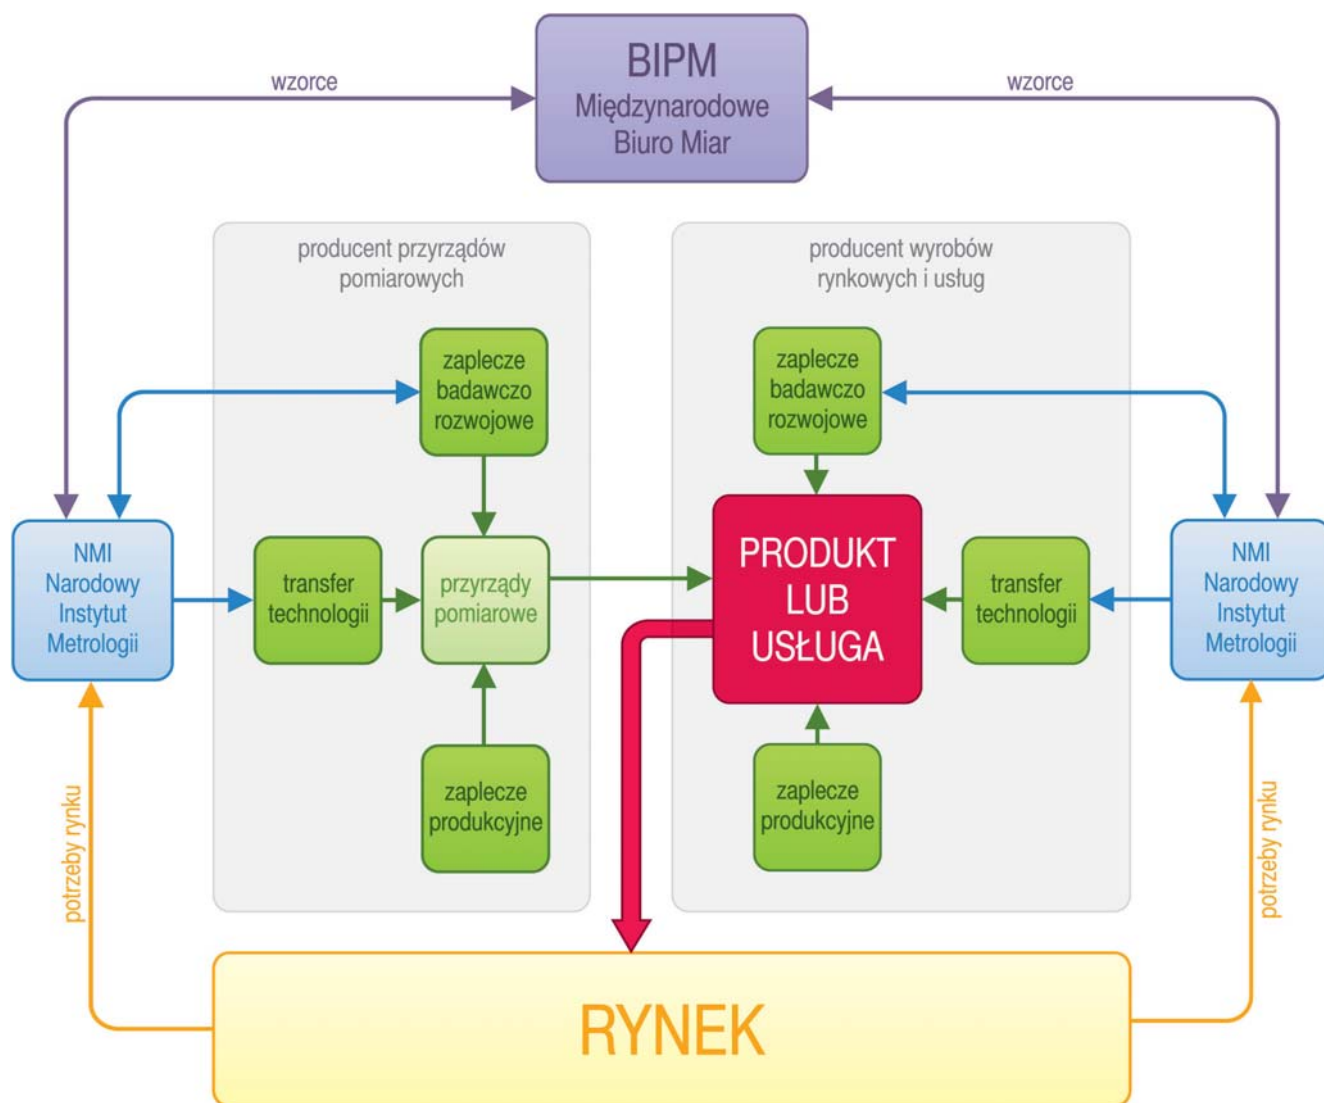 BIPM
Międzynarodowe
Biuro Miar
wzorce
wzorce
producent przyrządów
pomiarowych
producent wyrobów
rynkowych i usług
zaplecze
badawczo
rozwojowe
zaplecze
badawczo
rozwojowe
NMI
Narodowy
Instytut
Metrologii
transfer
technologii
przyrządy
pomiarowe
PRODUKT
LUB
USŁUGA
transfer
technologii
NMI
Narodowy
Instytut
Metrologii
zaplecze
produkcyjne
zaplecze
produkcyjne
potrzeby rynku
potrzeby rynku
RYNEK